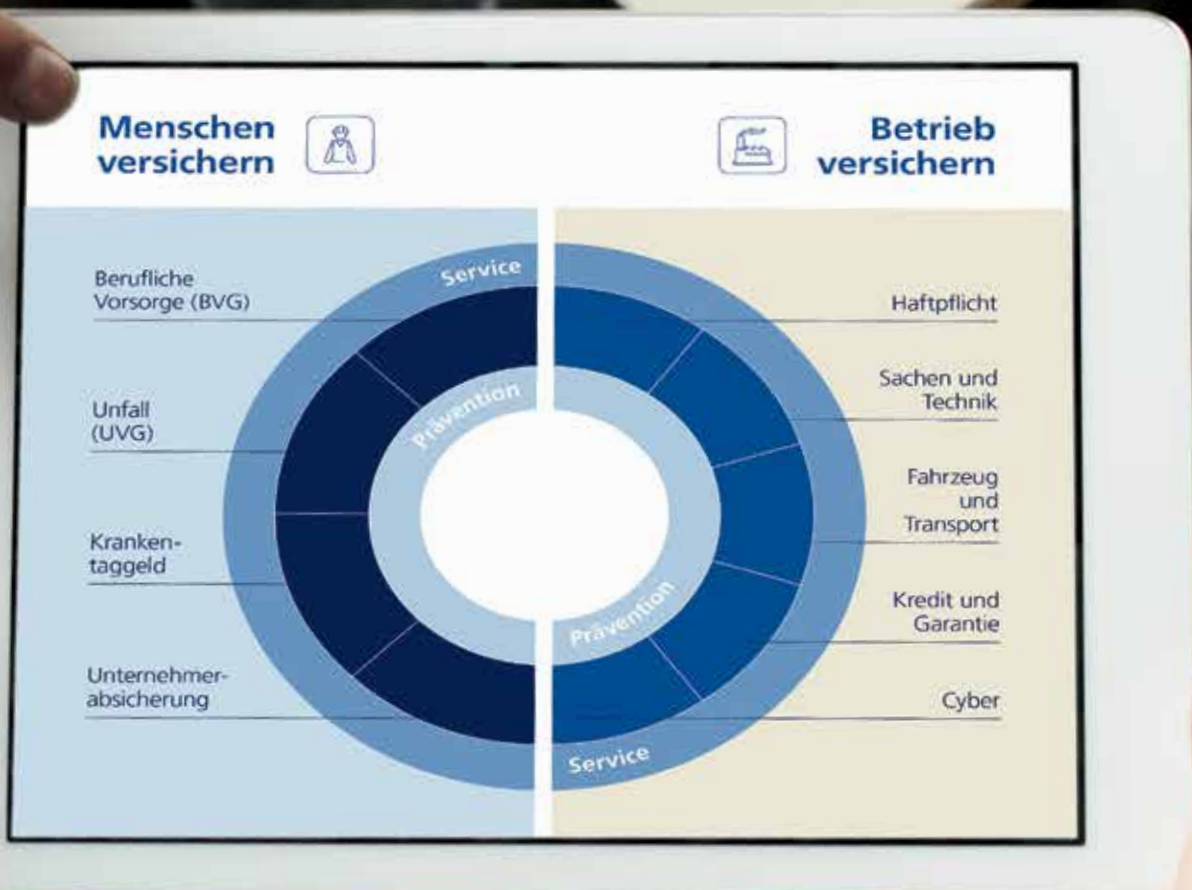 Menschen
versichern
Betrieb
versichern
Service
Prävention
Berufliche
Vorsorge (BVG)
Unfall
(UVG)
Kranken-
taggeld
Unternehmer-
absicherung
Haftpflicht
Sachen und
Technik
Fahrzeug
und
Transport
Kredit und
Garantie
Cyber
Prävention
Service